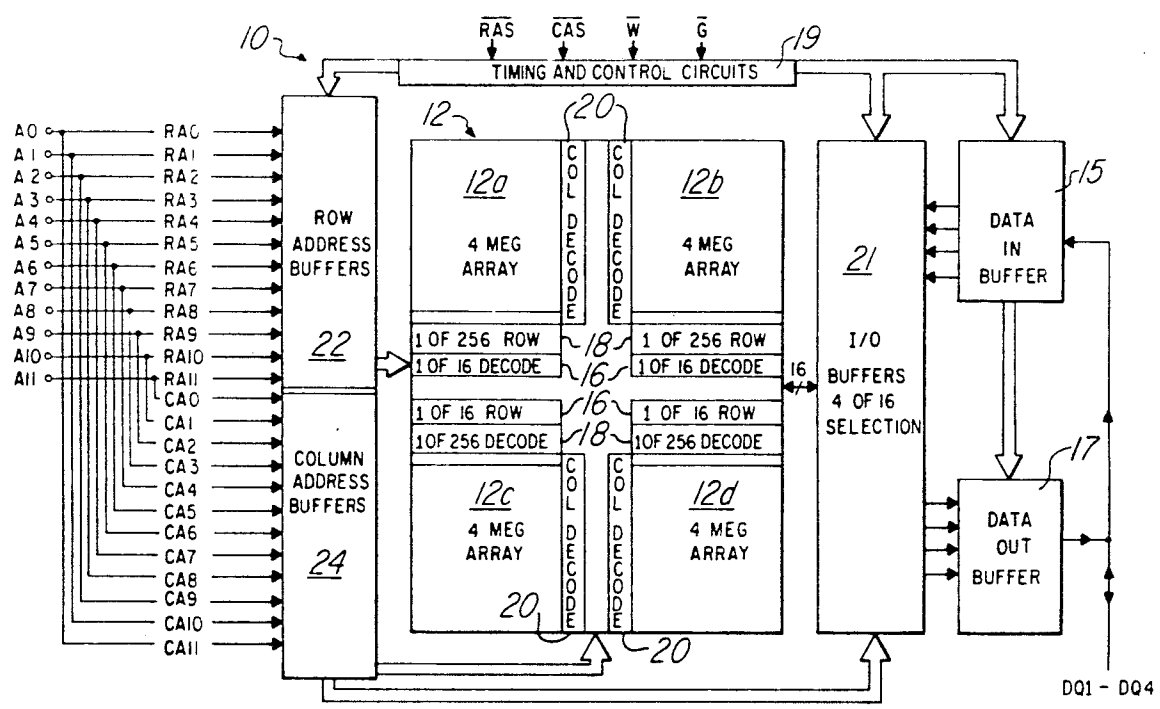 RAS CAS W G
10
19
TIMING AND CONTROL CIRCUITS
12
20
A0 RA0
A1 RA1
A2 RA2
A3 RA3
A4 RA4
A5 RA5
A6 RA6
A7 RA7
A8 RA8
A9 RA9
A10 RA10
A11 RA11
CA0
CA1
CA2
CA3
CA4
CA5
CA6
CA7
CA8
CA9
CA10
CA11
ROW
ADDRESS
BUFFERS
22
COLUMN
ADDRESS
BUFFERS
24
12a
4 MEG
ARRAY
COL DECODE
COL DECODE
12b
4 MEG
ARRAY
1 OF 256 ROW
18
1 OF 256 ROW
1 OF 16 DECODE
16
1 OF 16 DECODE
1 OF 16 ROW
16
1 OF 16 ROW
1 OF 256 DECODE
18
1 OF 256 DECODE
12c
4 MEG
ARRAY
COL DECODE
COL DECODE
12d
4 MEG
ARRAY
20
20
16
21
I/O
BUFFERS
4 OF 16
SELECTION
15
DATA
IN
BUFFER
17
DATA
OUT
BUFFER
DQ1 - DQ4